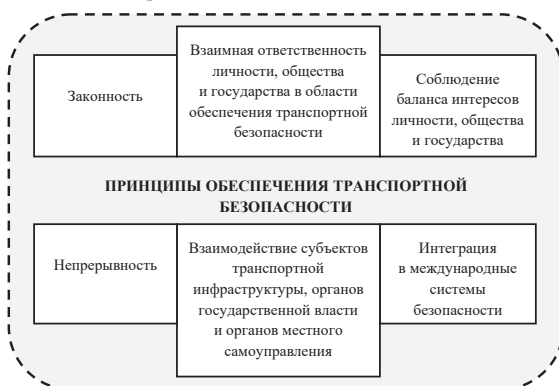 Законность
Взаимная ответственность
личности, общества
и государства в области
обеспечения транспортной
безопасности
Соблюдение
баланса интересов
личности, общества
и государства
ПРИНЦИПЫ ОБЕСПЕЧЕНИЯ ТРАНСПОРТНОЙ
БЕЗОПАСНОСТИ
Непрерывность
Взаимодействие субъектов
транспортной
инфраструктуры, органов
государственной власти
и органов местного
самоуправления
Интеграция
в международные
системы
безопасности